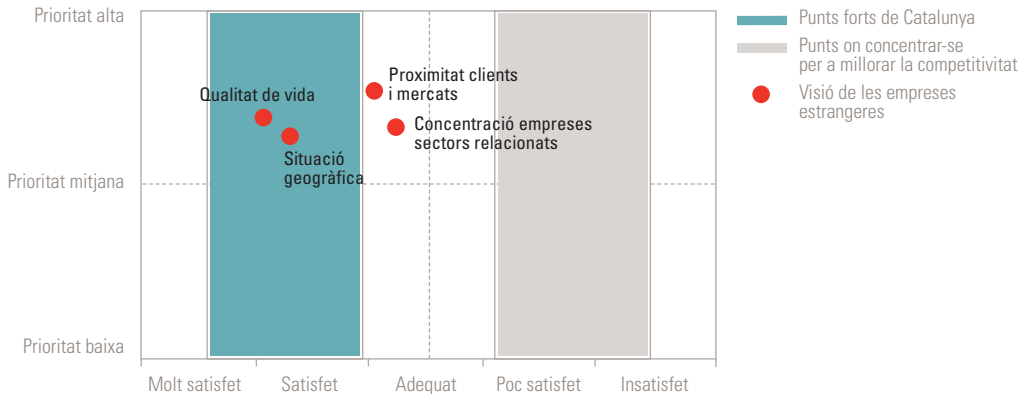 Prioritat alta
Prioritat mitjana
Prioritat baixa
Qualitat de vida
Situació
geogràfica
Proximitat clients
i mercats
Concentració empreses
sectors relacionats
Molt satisfet
Satisfet
Adequat
Poc satisfet
Insatisfet
Punts forts de Catalunya
Punts on concentrar-se
per a millorar la competitivitat
Visió de les empreses
estrangeres